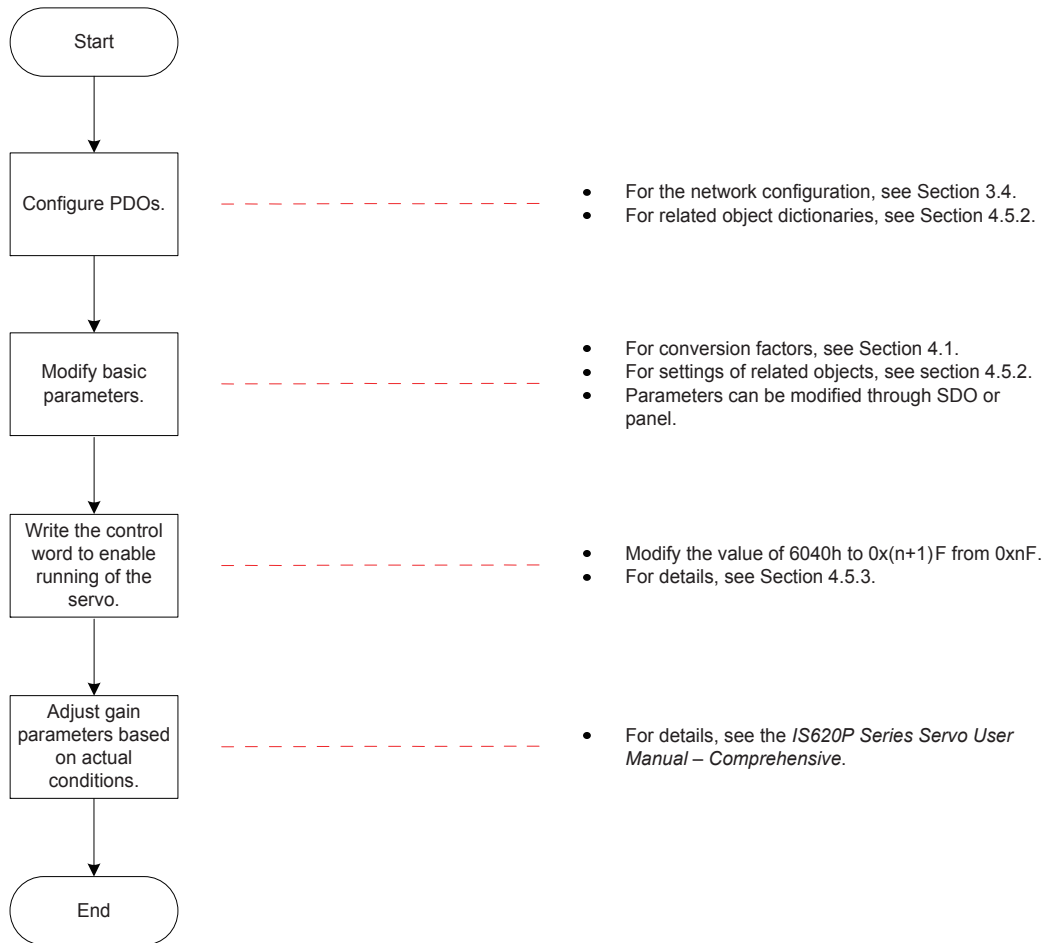 Start
Configure PDOs.
• For the network configuration, see Section 3.4.
• For related object dictionaries, see Section 4.5.2.
Modify basic
parameters.
• For conversion factors, see Section 4.1.
• For settings of related objects, see section 4.5.2.
• Parameters can be modified through SDO or
panel.
Write the control
word to enable
running of the
servo.
• Modify the value of 6040h to 0x(n+1)F from 0xnF.
• For details, see Section 4.5.3.
Adjust gain
parameters based
on actual
conditions.
• For details, see the IS620P Series Servo User
Manual – Comprehensive.
End